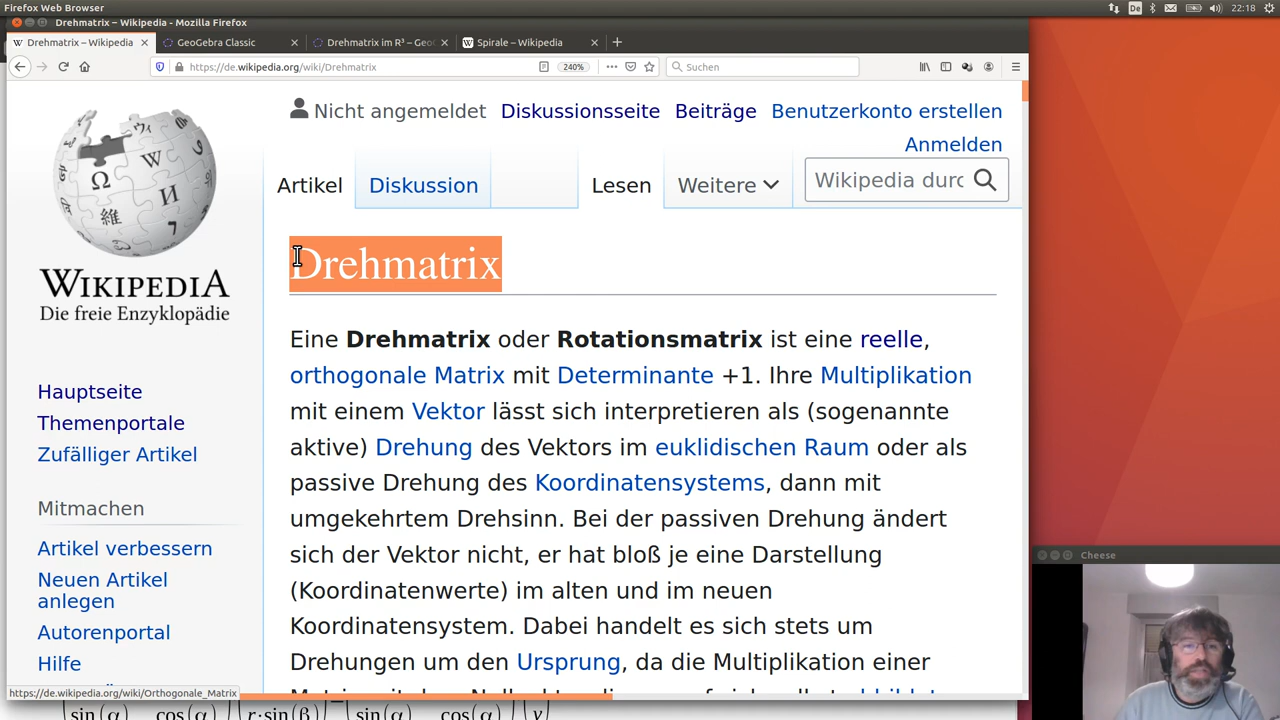 Firefox Web Browser
De
22:18
Drehmatrix – Wikipedia - Mozilla Firefox
Drehmatrix – Wikipedia
GeoGebra Classic
Drehmatrix im R³ – Geo
Spirale – Wikipedia
https://de.wikipedia.org/wiki/Drehmatrix
240%
Suchen
Nicht angemeldet Diskussionsseite Beiträge Benutzerkonto erstellen
Anmelden
Artikel Diskussion Lesen Weitere
Wikipedia durc
WIKIPEDIA
Die freie Enzyklopädie
Hauptseite
Themenportale
Zufälliger Artikel
Mitmachen
Artikel verbessern
Neuen Artikel
anlegen
Autorenportal
Hilfe
Drehmatrix
Eine Drehmatrix oder Rotationsmatrix ist eine reelle,
orthogonale Matrix mit Determinante +1. Ihre Multiplikation
mit einem Vektor lässt sich interpretieren als (sogenannte
aktive) Drehung des Vektors im euklidischen Raum oder als
passive Drehung des Koordinatensystems, dann mit
umgekehrtem Drehsinn. Bei der passiven Drehung ändert
sich der Vektor nicht, er hat bloß je eine Darstellung
(Koordinatenwerte) im alten und im neuen
Koordinatensystem. Dabei handelt es sich stets um
Drehungen um den Ursprung, da die Multiplikation einer
https://de.wikipedia.org/wiki/Orthogonale_Matrix
sin(α) cos(α) r·sin(β) sin(α) cos(α)
Cheese